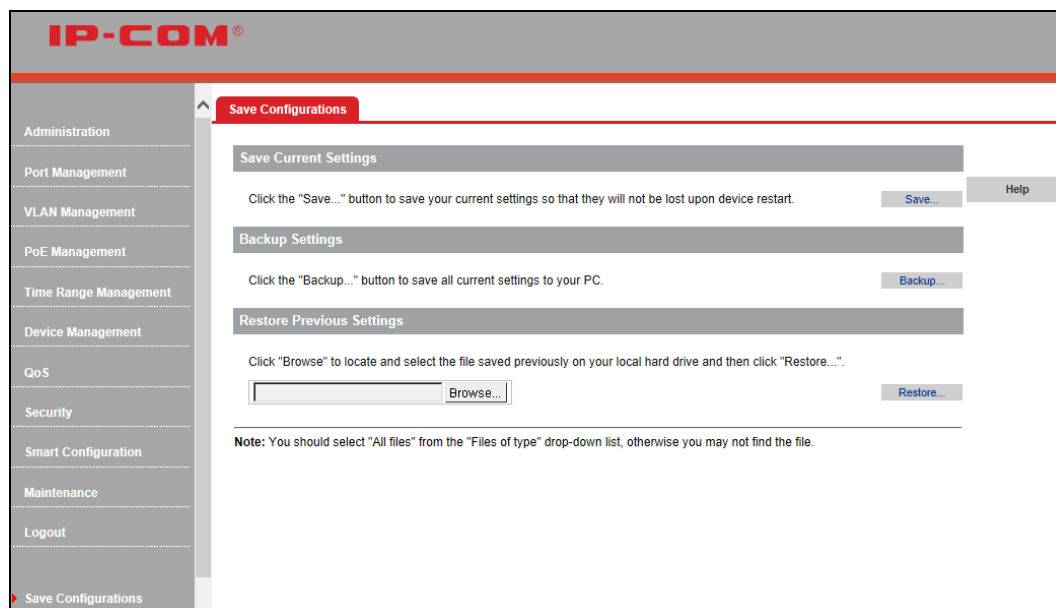 IP-COM®
Administration
Port Management
VLAN Management
PoE Management
Time Range Management
Device Management
QoS
Security
Smart Configuration
Maintenance
Logout
Save Configurations
Save Configurations
Save Current Settings
Click the "Save..." button to save your current settings so that they will not be lost upon device restart.
Save...
Help
Backup Settings
Click the "Backup..." button to save all current settings to your PC.
Backup...
Restore Previous Settings
Click "Browse" to locate and select the file saved previously on your local hard drive and then click "Restore...".
Browse...
Restore...
Note: You should select "All files" from the "Files of type" drop-down list, otherwise you may not find the file.